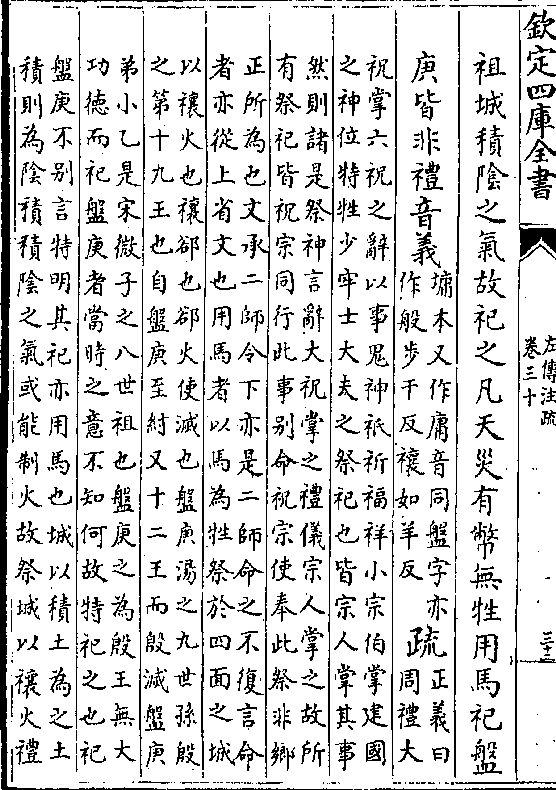 欽定四庫全書
左傳注疏
卷三十
三十二
祖城積陰之氣故祀之凡天災有幣無牲用馬祀盤
庚皆非禮音義
墉本又作庸音同盤字亦
作般步干反禳如羊反
疏
正義曰
周禮大
祝掌六祝之辭以事鬼神祗祈福祥小宗伯掌建國
之神位特牲少牢士大夫之祭祀也皆宗人掌其事
然則諸是祭神言辭大祝掌之禮儀宗人掌之故所
有祭祀皆祝宗同行此事别命祝宗使奉此祭非鄉
正所為也文承二師令下亦是二師命之不復言命
者亦從上省文也用馬者以馬為牲祭於四面之城
以禳火也禳郤也郤火使滅也盤庚湯之九世孫殷
之第十九王也自盤庚至紂又十二王而殷滅盤庚
弟小乙是宋微子之八世祖也盤庚之為殷王無大
功德而祀盤庚者當時之意不知何故特祀之也祀
盤庚不别言特明其祀亦用馬也城以積土為之土
積則為陰積積陰之氣或能制火故祭城以禳火禮